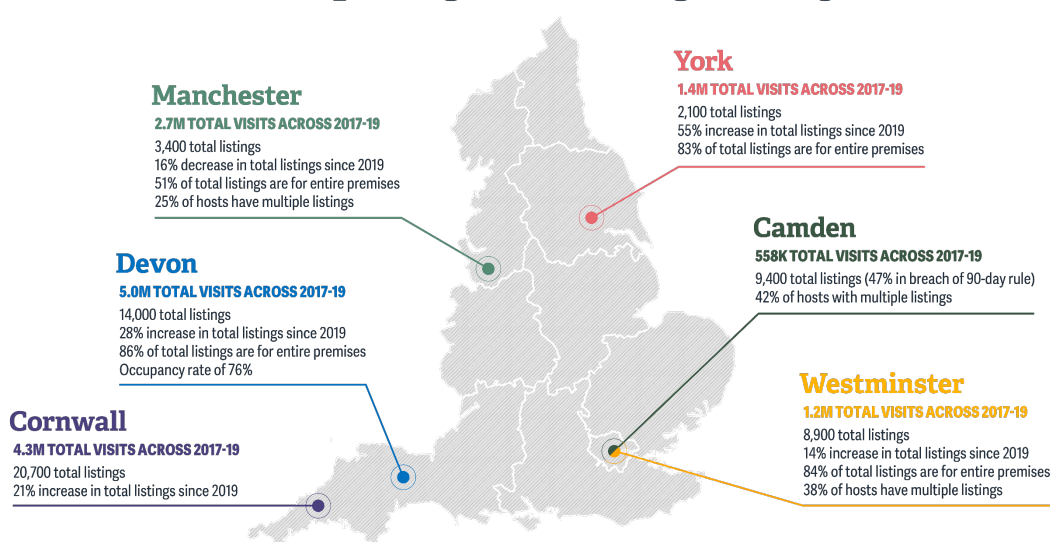 York
1.4M TOTAL VISITS ACROSS 2017-19
2,100 total listings
55% increase in total listings since 2019
83% of total listings are for entire premises
Manchester
2.7M TOTAL VISITS ACROSS 2017-19
3,400 total listings
16% decrease in total listings since 2019
51% of total listings are for entire premises
25% of hosts have multiple listings
Camden
558K TOTAL VISITS ACROSS 2017-19
9,400 total listings (47% in breach of 90-day rule)
42% of hosts with multiple listings
Devon
5.0M TOTAL VISITS ACROSS 2017-19
14,000 total listings
28% increase in total listings since 2019
86% of total listings are for entire premises
Occupancy rate of 76%
Westminster
1.2M TOTAL VISITS ACROSS 2017-19
8,900 total listings
14% increase in total listings since 2019
84% of total listings are for entire premises
38% of hosts have multiple listings
Cornwall
4.3M TOTAL VISITS ACROSS 2017-19
20,700 total listings
21% increase in total listings since 2019